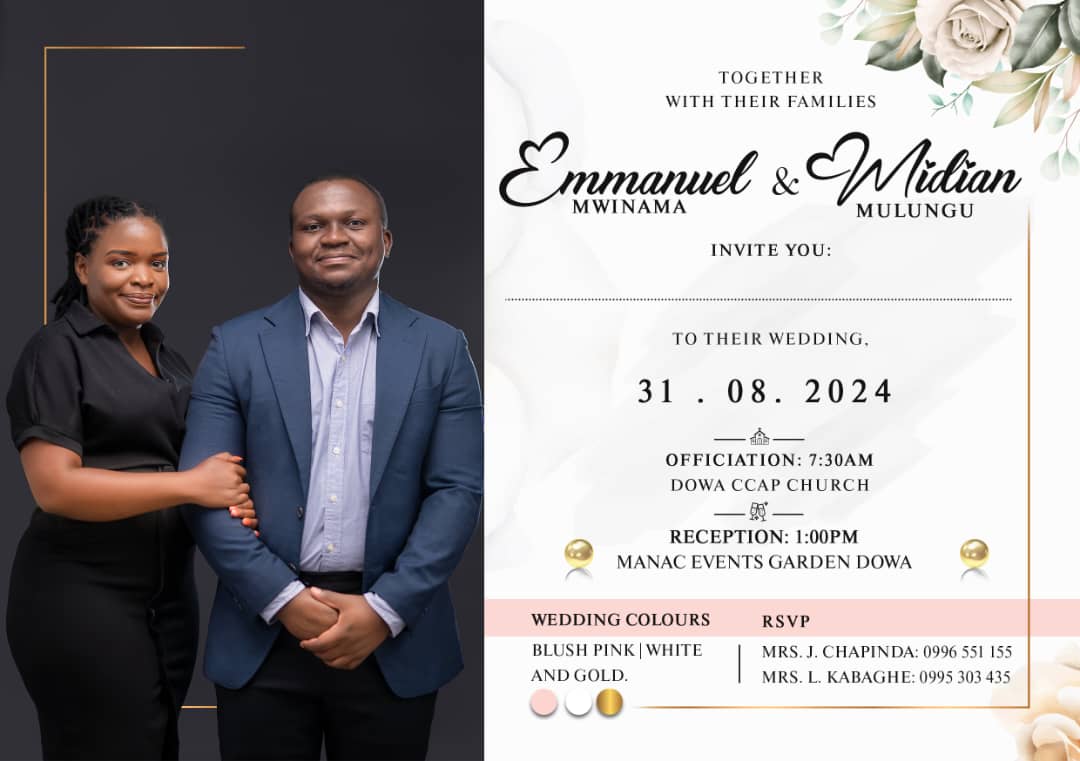 TOGETHER
WITH THEIR FAMILIES
Emmanuel & Midian
MWINAMA
MULUNGU
INVITE YOU:
TO THEIR WEDDING,
31 . 08. 2024
OFFICIATION: 7:30AM
DOWA CCAP CHURCH
RECEPTION: 1:00PM
MANAC EVENTS GARDEN DOWA
WEDDING COLOURS
BLUSH PINK|WHITE
AND GOLD.
RSVP
MRS. J. CHAPINDA: 0996 551 155
MRS. L. KABAGHE: 0995 303 435